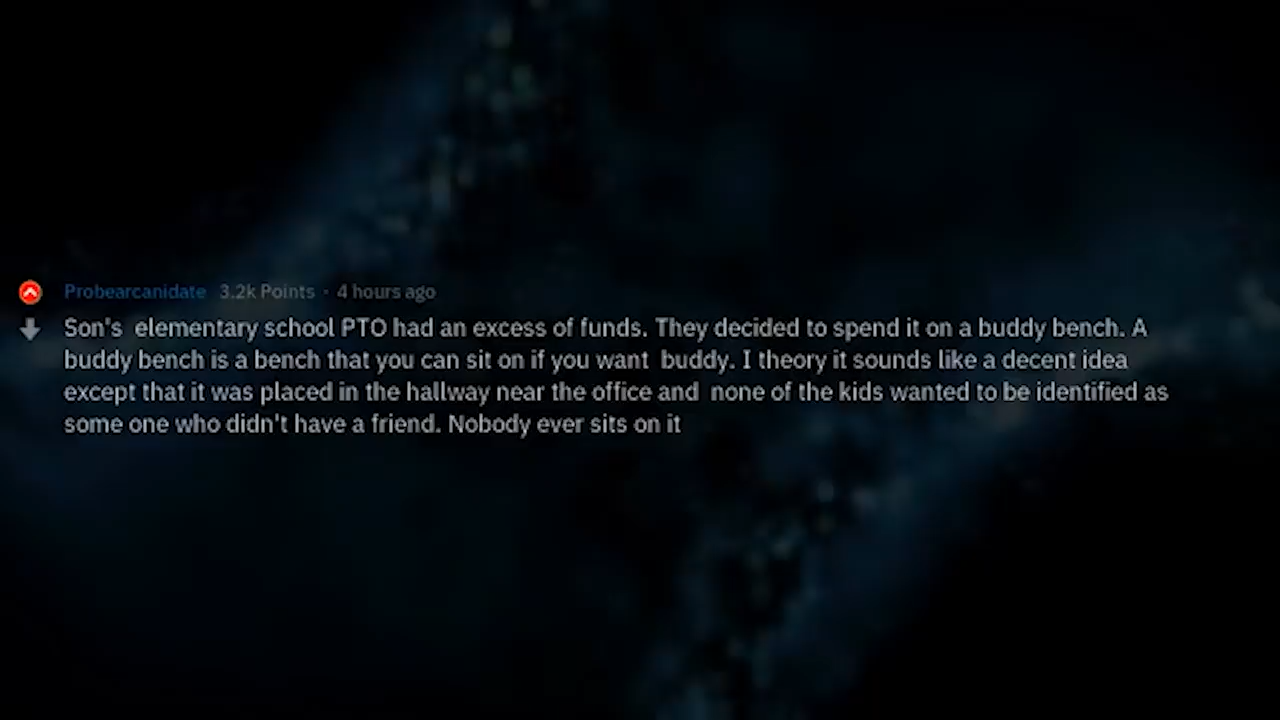 Probearcanidate 3.2k Points · 4 hours ago
Son's elementary school PTO had an excess of funds. They decided to spend it on a buddy bench. A
buddy bench is a bench that you can sit on if you want buddy. I theory it sounds like a decent idea
except that it was placed in the hallway near the office and none of the kids wanted to be identified as
some one who didn't have a friend. Nobody ever sits on it